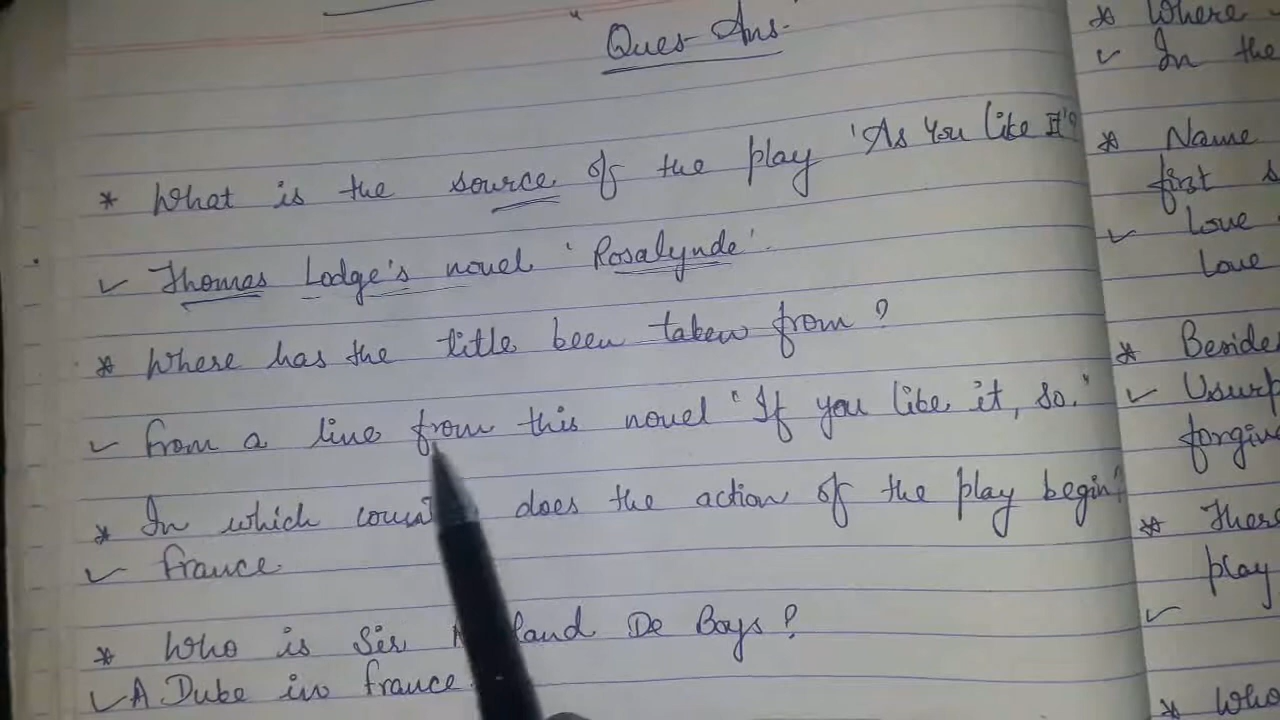 "Ques- Ans-
* What is the source of the play 'As You like It'?
✓ Thomas Lodge's novel 'Rosalynde'.
* Where has the title been taken from?
✓ from a line from this novel "If you like it, so."
* In which does the action of the play begin?
✓ france.
* Who is Sir De Boys?
✓ A Duke in france.
* Where
✓ In the
* Name
first
✓ Love
Love
* Beside
✓ Usurp
forgive
* There
play
✓
* Who